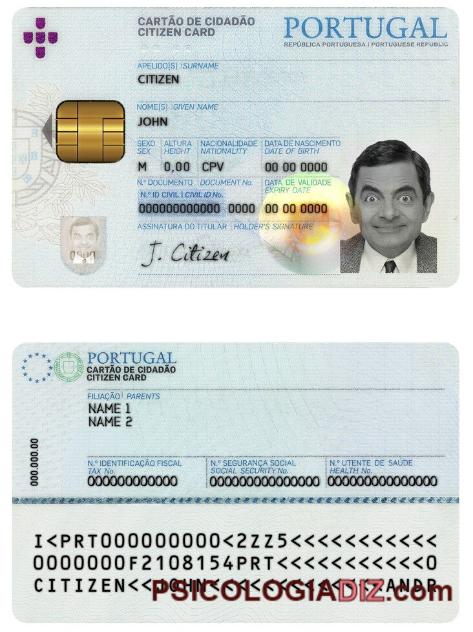 CARTÃO DE CIDADÃO
CITIZEN CARD
PORTUGAL
REPÚBLICA PORTUGUESA | PORTUGUESE REPUBLIC
APELIDO[S] | SURNAME
CITIZEN
NOME[S] | GIVEN NAME
JOHN
SEXO ALTURA NACIONALIDADE DATA DE NASCIMENTO
SEX HEIGHT NATIONALITY DATE OF BIRTH
M 0,00 CPV 00 00 0000
N.º DOCUMENTO | DOCUMENT No. DATA DE VALIDADE
N.º ID CIVIL | CIVIL ID No. EXPIRY DATE
000000000000 0000 00 00 0000
ASSINATURA DO TITULAR | HOLDER'S SIGNATURE
J. Citizen
PORTUGAL
CARTÃO DE CIDADÃO
CITIZEN CARD
FILIAÇÃO | PARENTS
NAME 1
NAME 2
000.000.00
N.º IDENTIFICAÇÃO FISCAL N.º SEGURANÇA SOCIAL N.º UTENTE DE SAÚDE
TAX No. SOCIAL SECURITY No. HEALTH No.
000000000000 00000000000000 00000000000000
I<PRT000000000<2ZZ5<<<<<<<<<<<
0000000F2108154PRT<<<<<<<<<<<0
CITIZEN<<JOHN<<<<<<<<<<<<<ANDR
PSICOLOGIADIZ.com